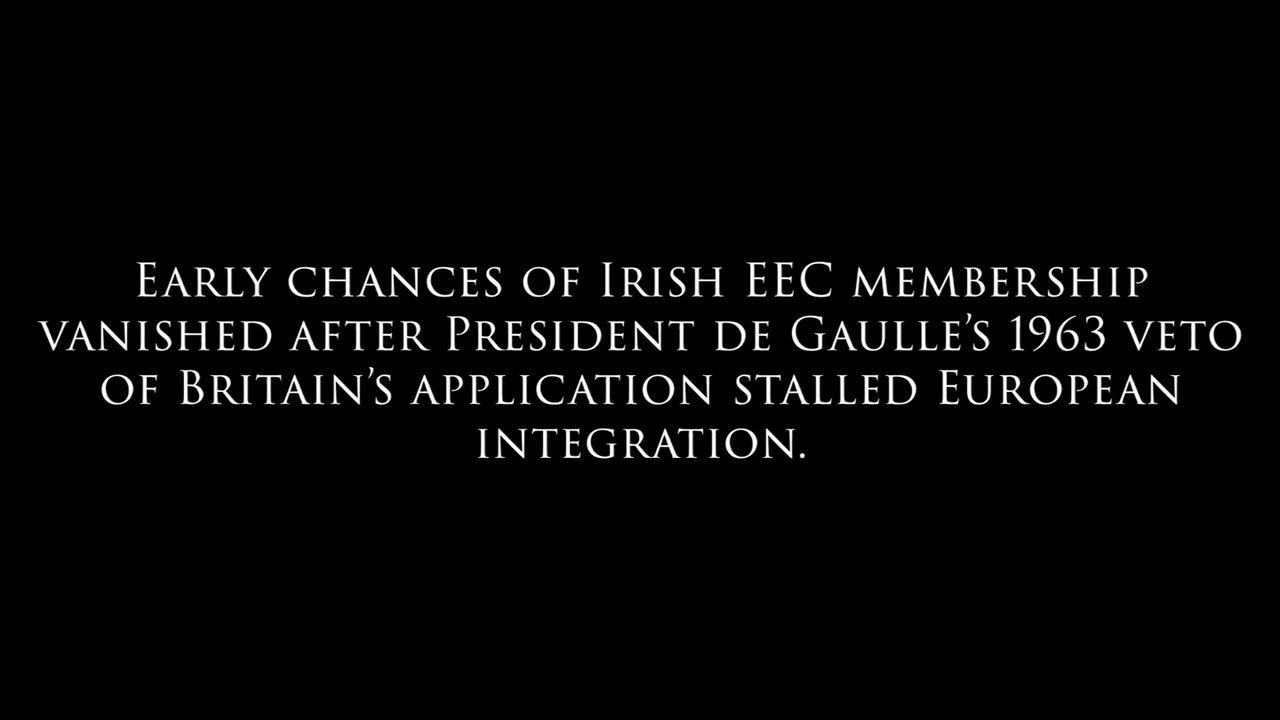 Early chances of Irish EEC membership
vanished after President de Gaulle’s 1963 veto
of Britain’s application stalled European
integration.